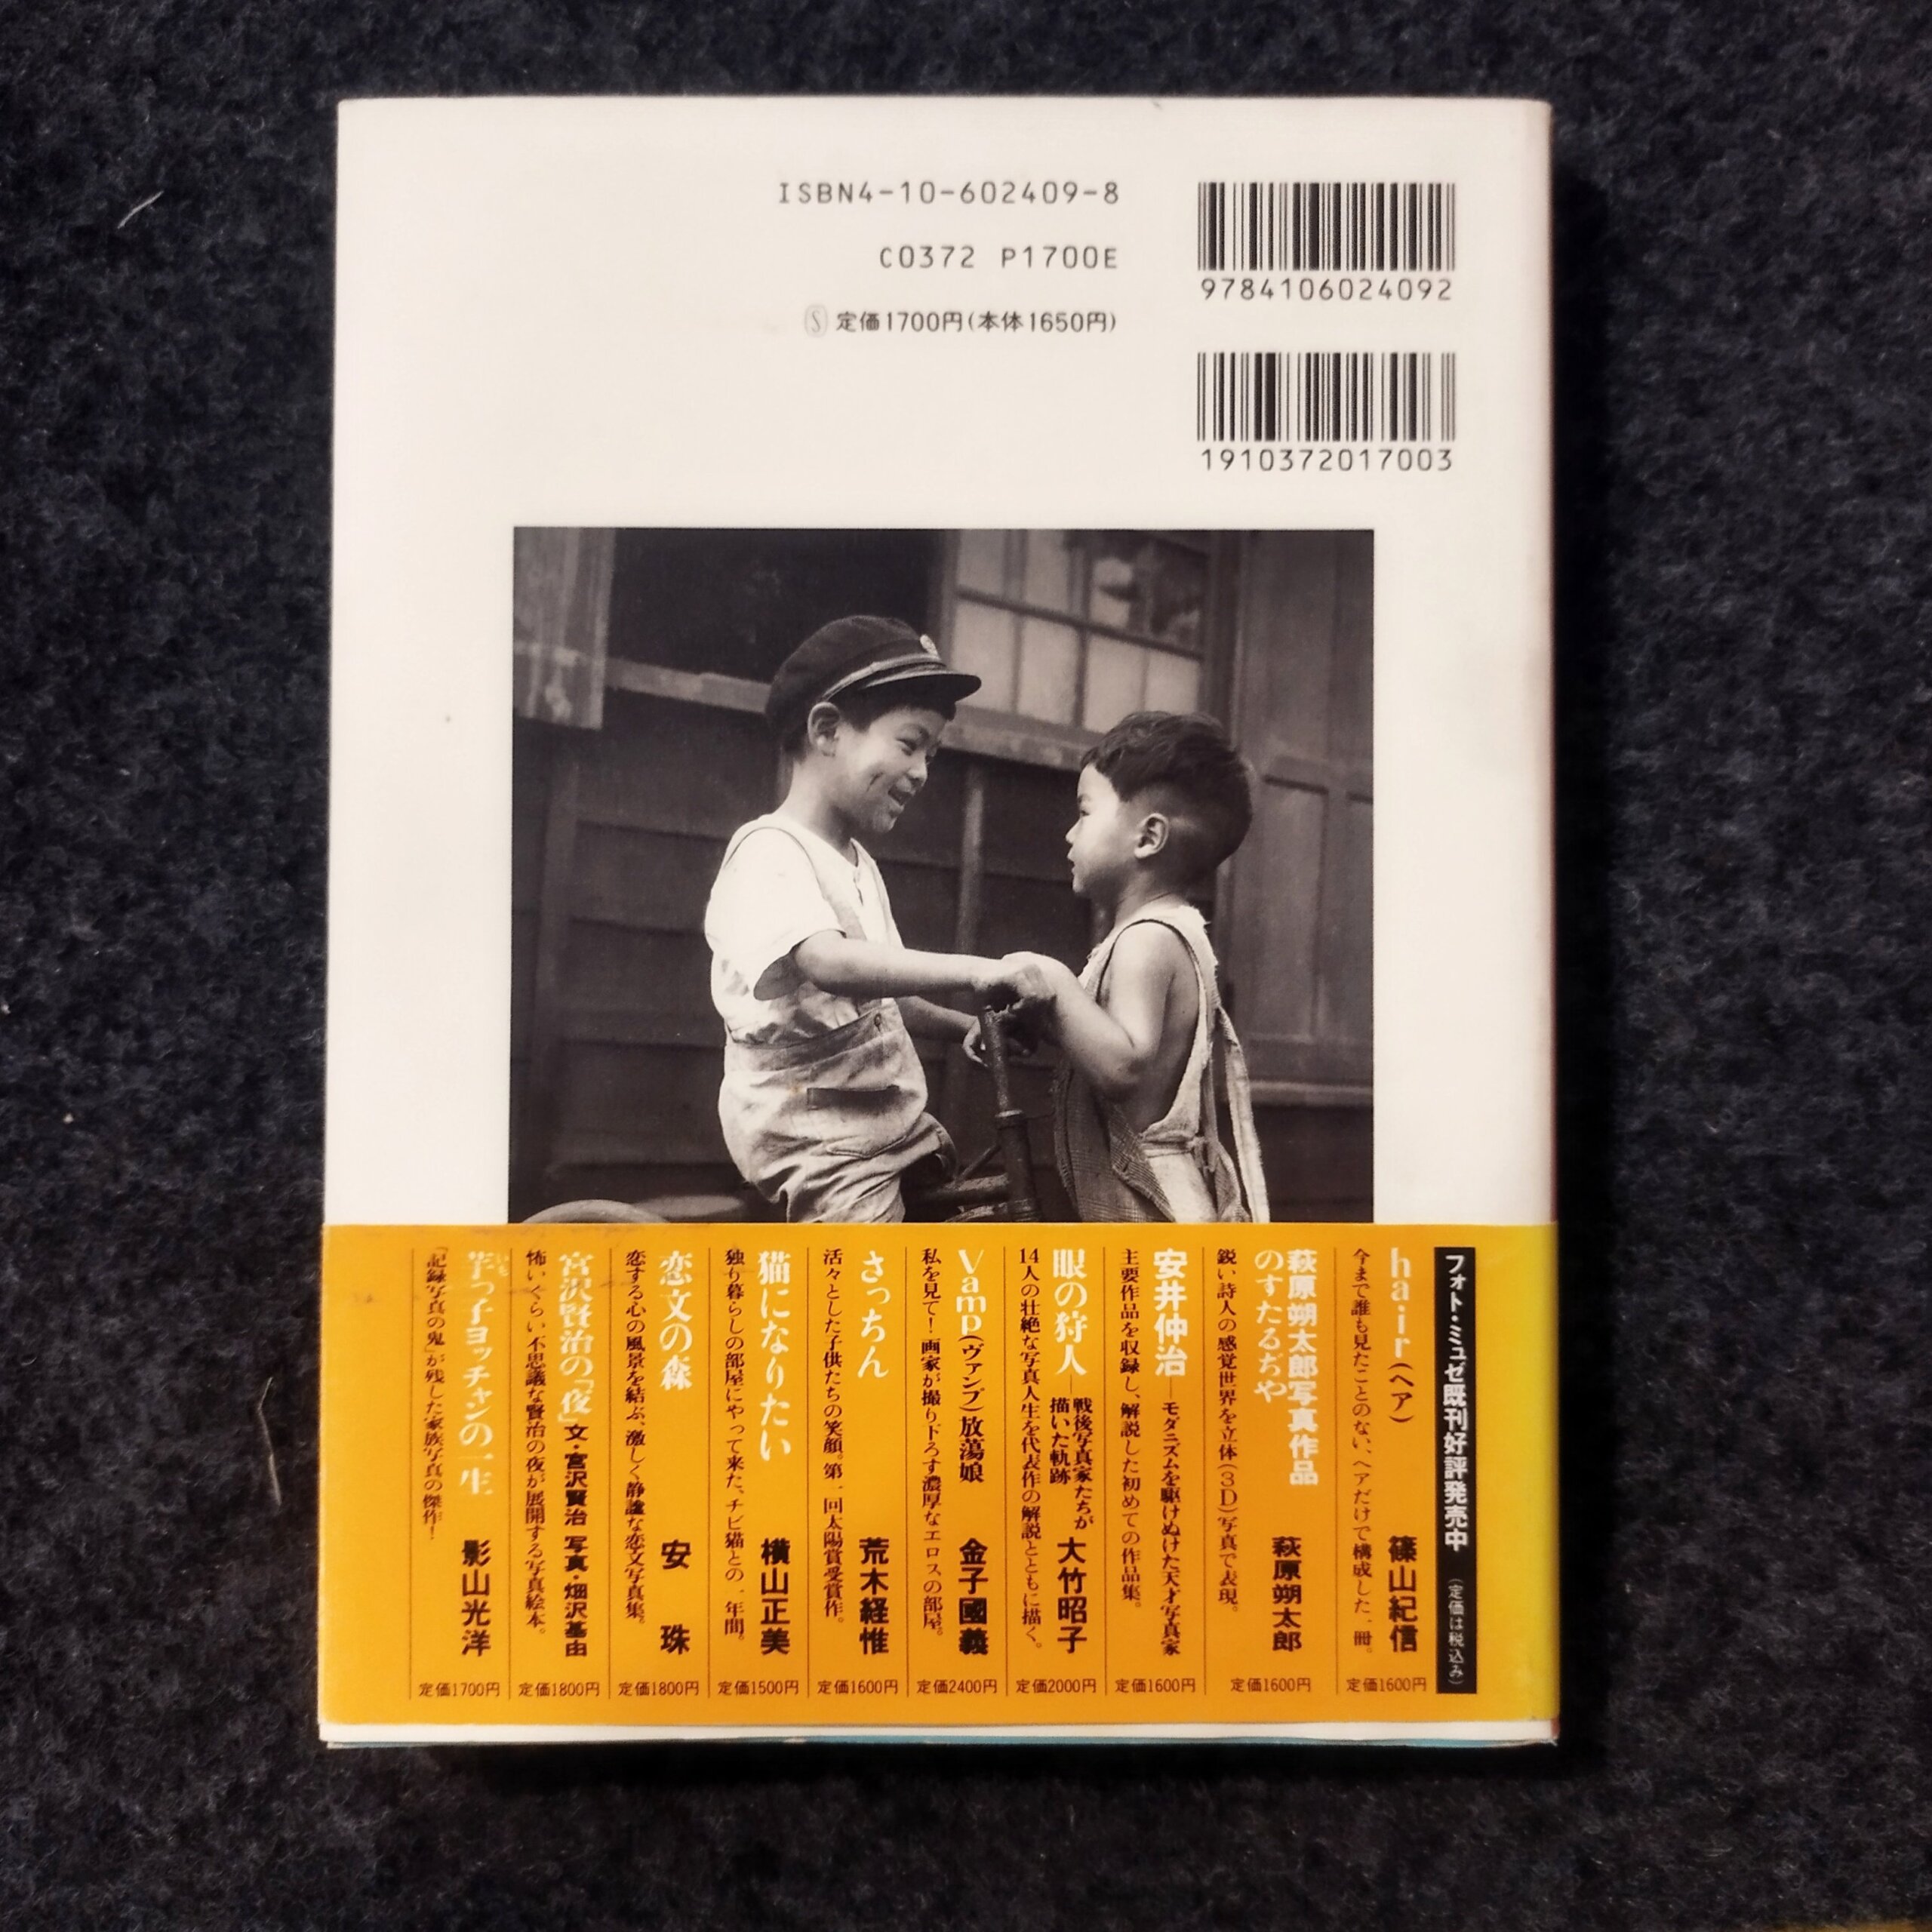 ISBN4-10-602409-8
C0372 P1700E
Ⓢ 定価1700円(本体1650円)
9784106024092
1910372017003
フォト・ミュゼ既刊好評発売中(定価は税込み)
hair(ヘア) 篠山紀信
今まで誰も見たことのない、ヘアだけで構成した一冊。
定価1600円
萩原朔太郎写真作品
のすたるぢや 萩原朔太郎
鋭い詩人の感覚世界を立体(3D)写真で表現。
定価1600円
安井仲治―モダニズムを駆けぬけた天才写真家
主要作品を収録し、解説した初めての作品集。
定価1600円
眼の狩人―戦後写真家たちが
描いた軌跡 大竹昭子
14人の壮絶な写真人生を代表作の解説とともに描く。
定価2000円
Vamp(ヴァンプ)放蕩娘 金子國義
私を見て!画家が撮り下ろす濃厚なエロスの部屋。
定価2400円
さっちん 荒木経惟
活々とした子供たちの笑顔。第一回太陽賞受賞作。
定価1600円
猫になりたい 横山正美
独り暮らしの部屋にやって来た、チビ猫との一年間。
定価1500円
恋文の森 安珠
恋する心の風景を結ぶ、激しく静謐な恋文写真集。
定価1800円
宮沢賢治の「夜」 文・宮沢賢治 写真・畑沢基由
怖いくらい不思議な賢治の夜が展開する写真絵本。
定価1800円
芋っ子ヨッチャンの一生 影山光洋
いも
「記録写真の鬼」が残した家族写真の傑作!
定価1700円